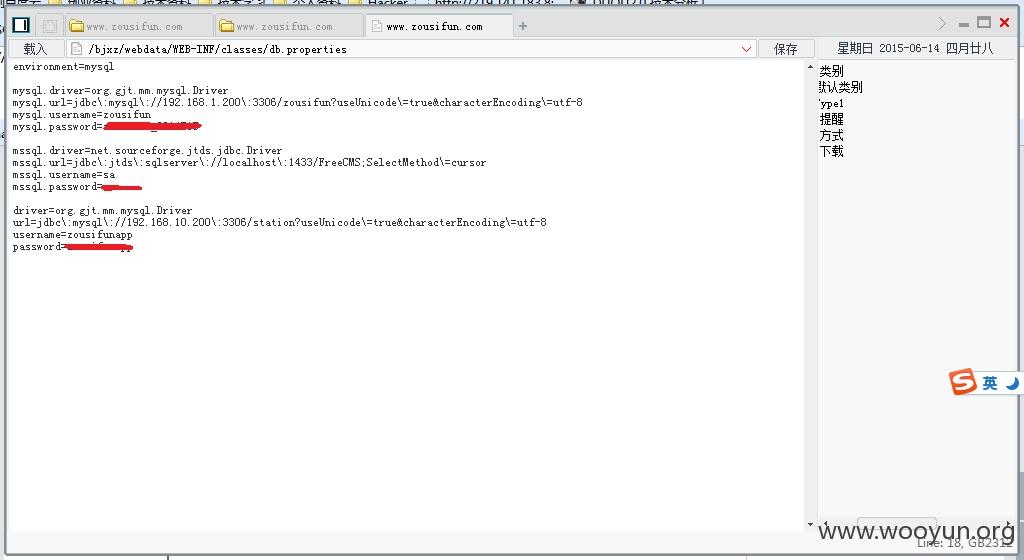 www.zousifun.com
www.zousifun.com
www.zousifun.com
载入
/bjxz/webdata/WEB-INF/classes/db.properties
保存
星期日 2015-06-14 四月廿八
environment=mysql
mysql.driver=org.gjt.mm.mysql.Driver
mysql.url=jdbc\:mysql\://192.168.1.200\:3306/zousifun?useUnicode\=true&characterEncoding\=utf-8
mysql.username=zousifun
mysql.password=
mssql.driver=net.sourceforge.jtds.jdbc.Driver
mssql.url=jdbc\:jtds\:sqlserver\://localhost\:1433/FreeCMS;SelectMethod\=cursor
mssql.username=sa
mssql.password=
driver=org.gjt.mm.mysql.Driver
url=jdbc\:mysql\://192.168.10.200\:3306/station?useUnicode\=true&characterEncoding\=utf-8
username=zousifunapp
password=
类别
默认类别
Type1
提醒
方式
下载
英
www.wooyun.org
Line: 18, GB2312